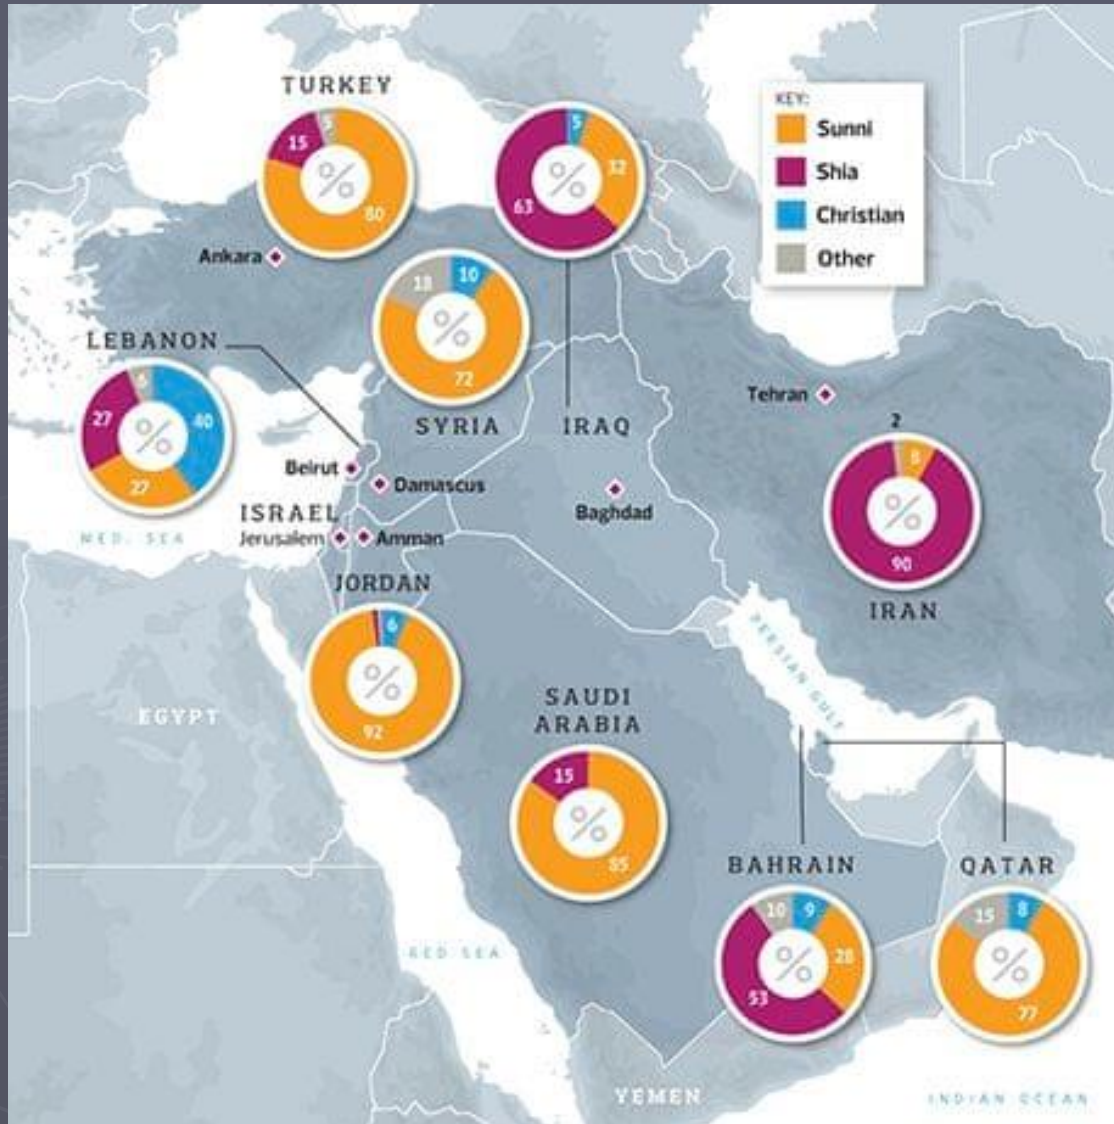 TURKEY
15
5
80
5
32
63
KEY:
Sunni
Shia
Christian
Other
Ankara
18
10
72
LEBANON
6
27
40
27
SYRIA
IRAQ
Tehran
2
8
90
IRAN
Beirut
Damascus
Baghdad
ISRAEL
Jerusalem
Amman
MED. SEA
JORDAN
6
92
PERSIAN GULF
EGYPT
SAUDI
ARABIA
15
85
BAHRAIN
10
9
28
53
QATAR
15
8
77
RED SEA
YEMEN
INDIAN OCEAN